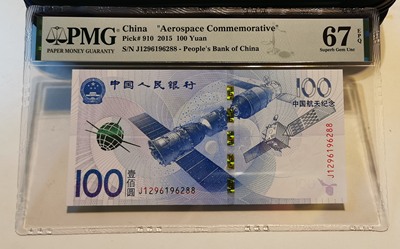 PMG
PAPER MONEY GUARANTY
China "Aerospace Commemorative"
Pick# 910 2015 100 Yuan
S/N J1296196288 - People's Bank of China
67 EPQ
Superb Gem Unc
中国人民银行
100
中国航天纪念
100 壹佰圆
J1296196288
J1296196288